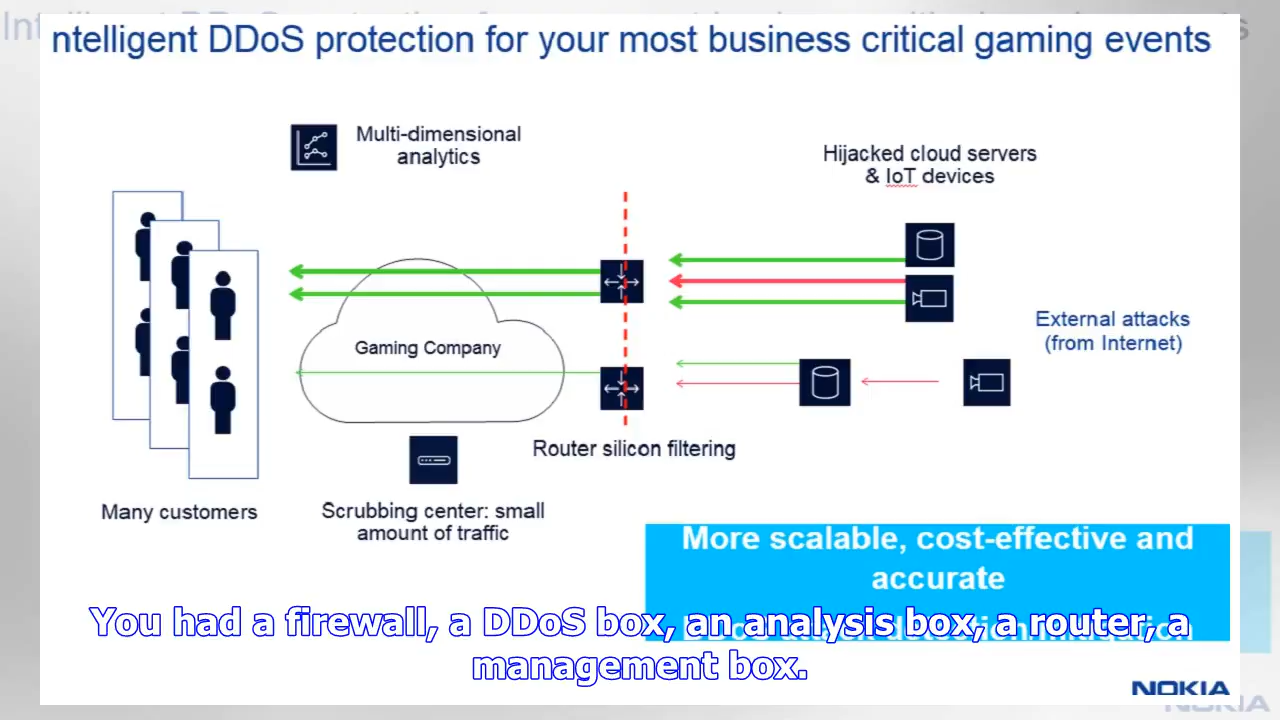 ntelligent DDoS protection for your most business critical gaming events
Multi-dimensional
analytics
Hijacked cloud servers
& IoT devices
Gaming Company
External attacks
(from Internet)
Router silicon filtering
Many customers
Scrubbing center: small
amount of traffic
More scalable, cost-effective and
accurate
You had a firewall, a DDoS box, an analysis box, a router, a
management box.
NOKIA